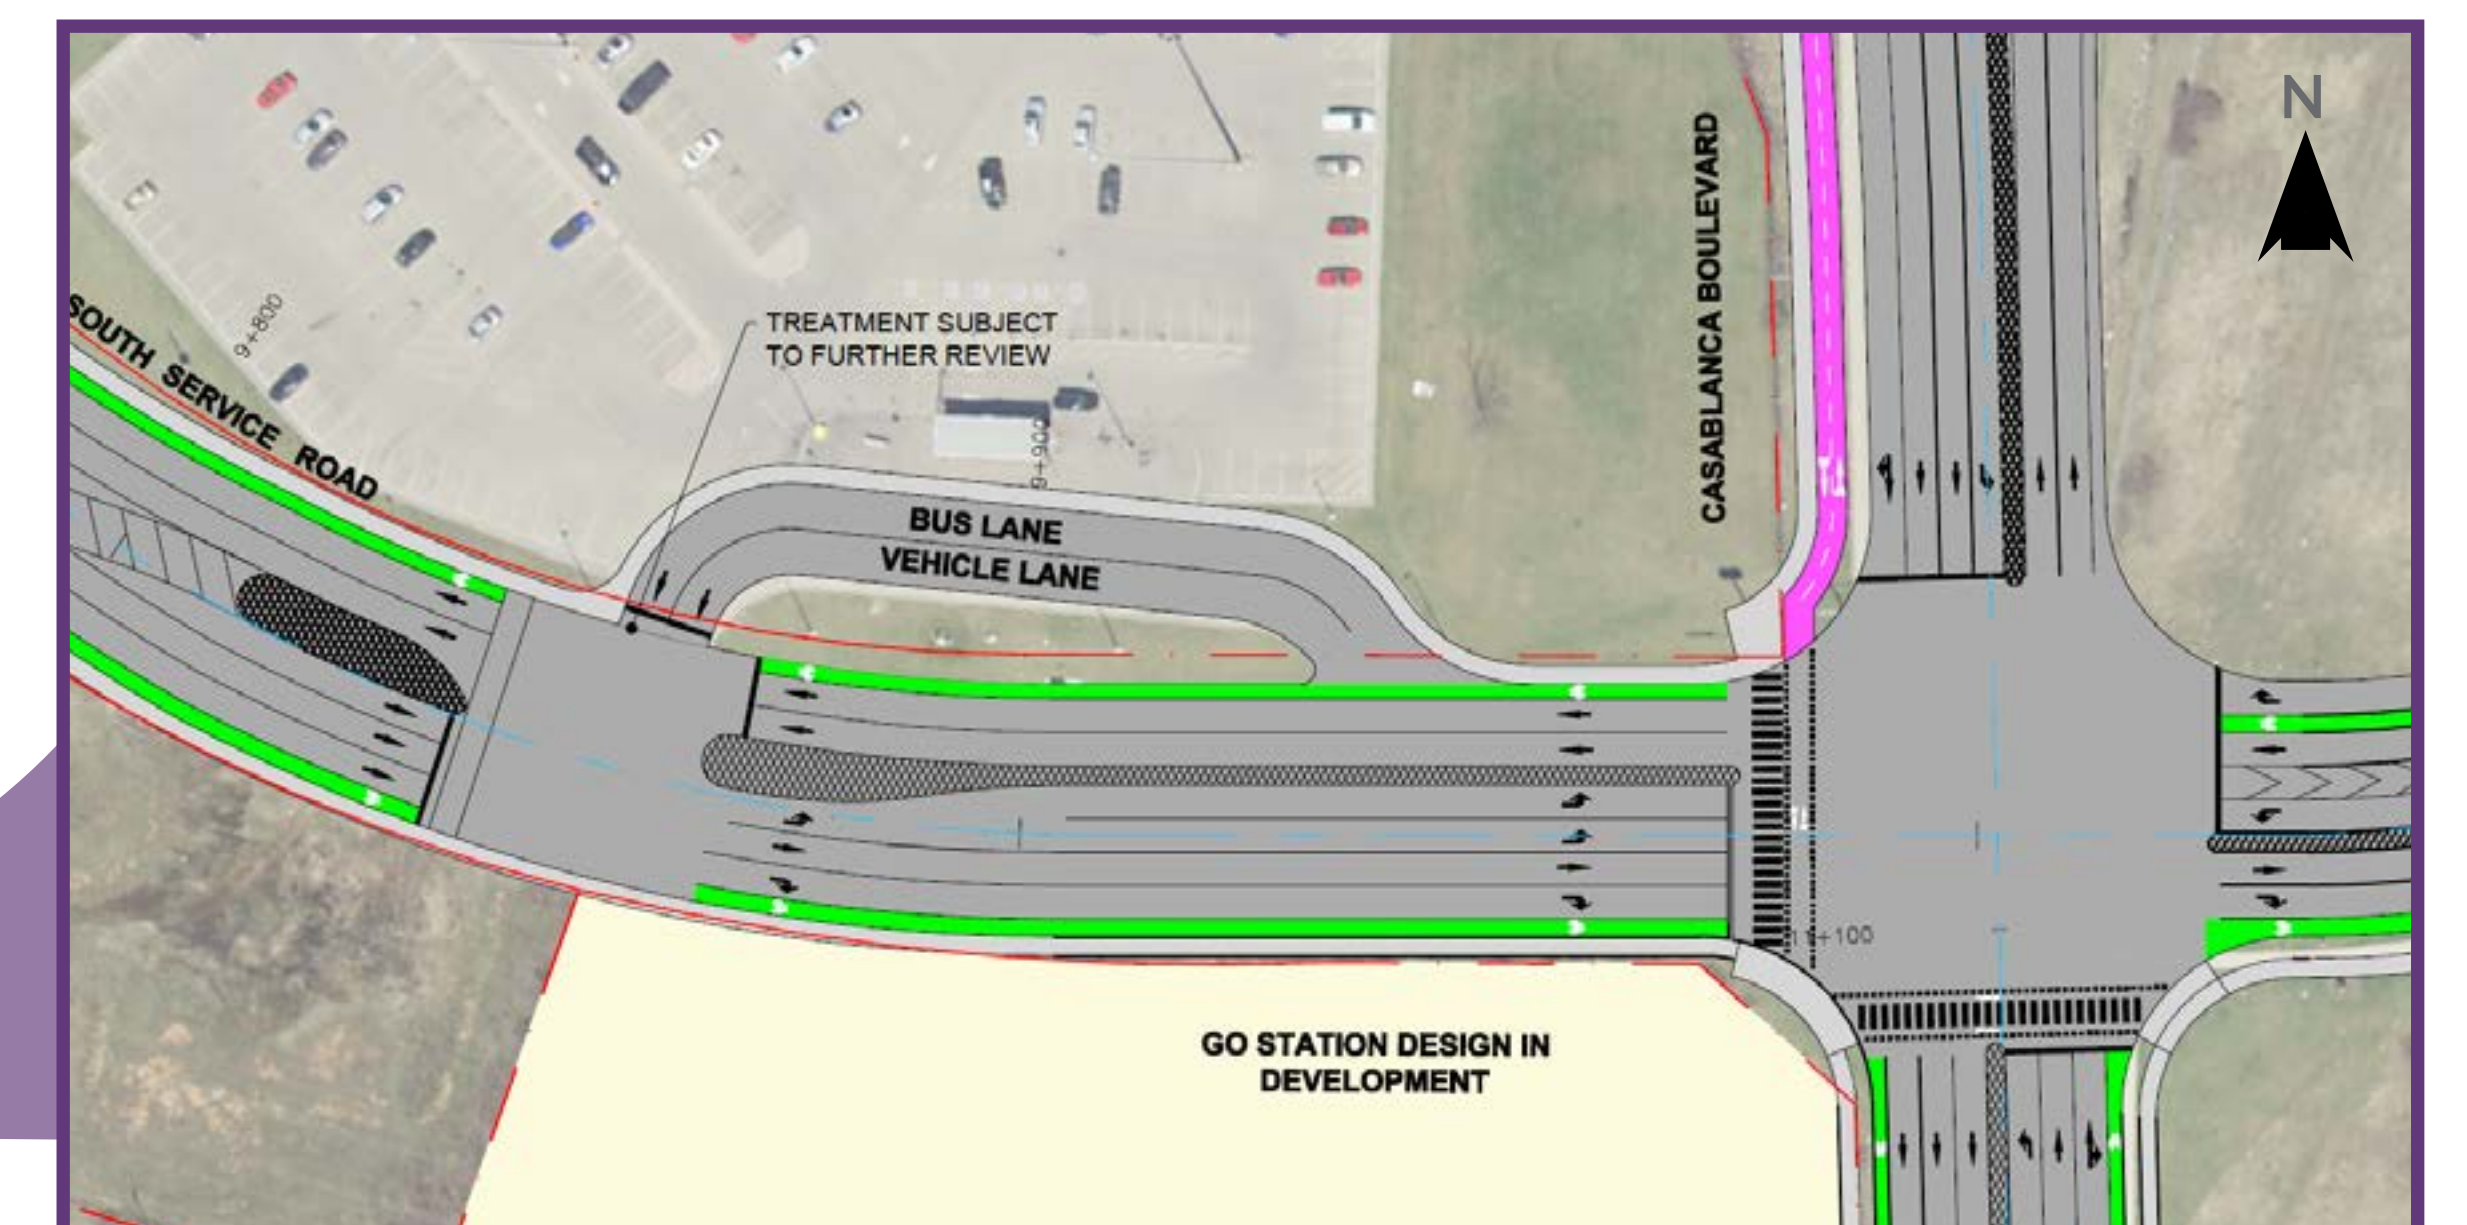 N
CASABLANCA BOULEVARD
SOUTH SERVICE ROAD
9+800
TREATMENT SUBJECT
TO FURTHER REVIEW
9+900
BUS LANE
VEHICLE LANE
11+100
GO STATION DESIGN IN
DEVELOPMENT